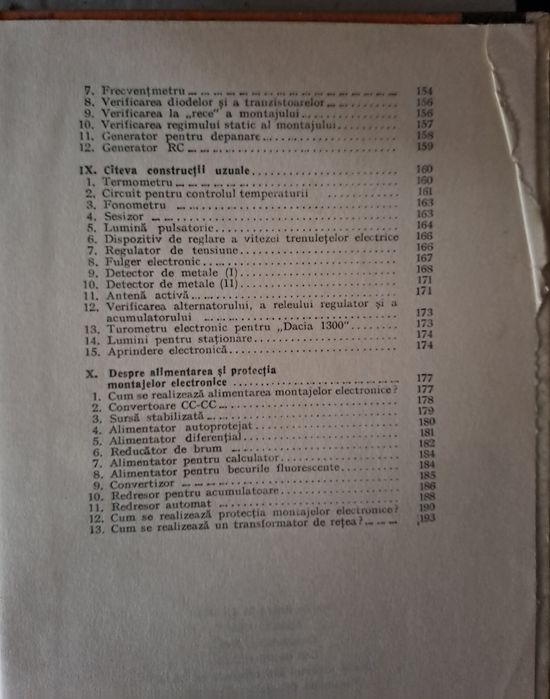 7. Frecvențmetru 154
8. Verificarea diodelor și a tranzistoarelor 156
9. Verificarea la „rece" a montajului 156
10. Verificarea regimului static al montajului 157
11. Generator pentru depanare 158
12. Generator RC 159
IX. Cîteva construcții uzuale 160
1. Termometru 160
2. Circuit pentru controlul temperaturii 161
3. Fonometru 163
4. Sesizor 163
5. Lumină pulsatorie 164
6. Dispozitiv de reglare a vitezei trenulețelor electrice 166
7. Regulator de tensiune 166
8. Fulger electronic 167
9. Detector de metale (I) 168
10. Detector de metale (II) 171
11. Antenă activă 171
12. Verificarea alternatorului, a releului regulator și a
acumulatorului 173
13. Turometru electronic pentru „Dacia 1300" 173
14. Lumini pentru staționare 174
15. Aprindere electronică 174
X. Despre alimentarea și protecția
montajelor electronice 177
1. Cum se realizează alimentarea montajelor electronice? 177
2. Convertoare CC-CC 178
3. Sursă stabilizată 179
4. Alimentator autoprotejat 180
5. Alimentator diferențial 181
6. Reducător de brum 182
7. Alimentator pentru calculator 184
8. Alimentator pentru becurile fluorescente 184
9. Convertizor 185
10. Redresor pentru acumulatoare 186
11. Redresor automat 188
12. Cum se realizează protecția montajelor electronice? 190
13. Cum se realizează un transformator de rețea? 193